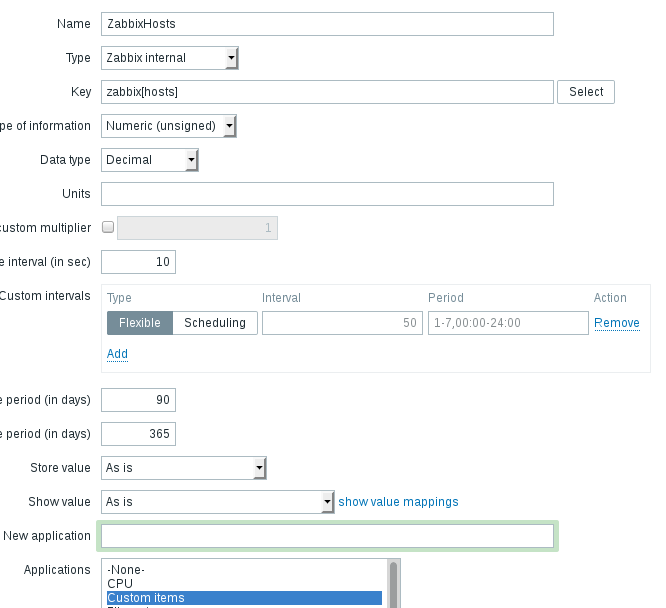 Name ZabbixHosts
Type Zabbix internal
Key zabbix[hosts] Select
pe of information Numeric (unsigned)
Data type Decimal
Units
custom multiplier 1
e interval (in sec) 10
Custom intervals Type Interval Period Action
Flexible Scheduling 50 1-7,00:00-24:00 Remove
Add
e period (in days) 90
e period (in days) 365
Store value As is
Show value As is show value mappings
New application
Applications -None-
CPU
Custom items